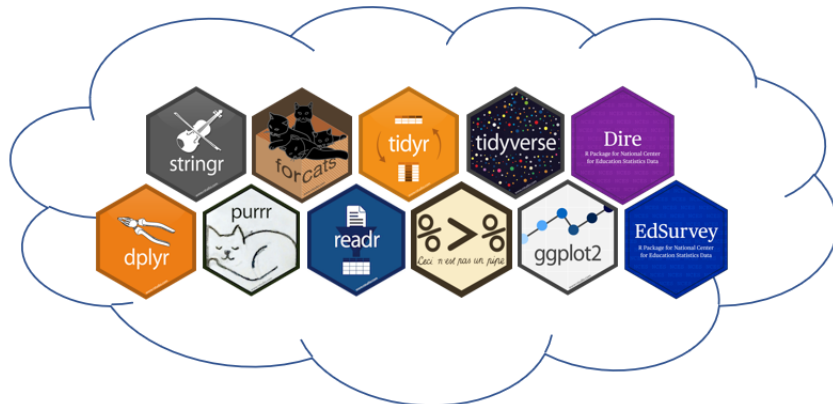 stringr
forcats
tidyr
tidyverse
Dire
R Package for National Center
for Education Statistics Data
dplyr
purrr
readr
%>%
Ceci n'est pas un pipe
ggplot2
EdSurvey
R Package for National Center
for Education Statistics Data